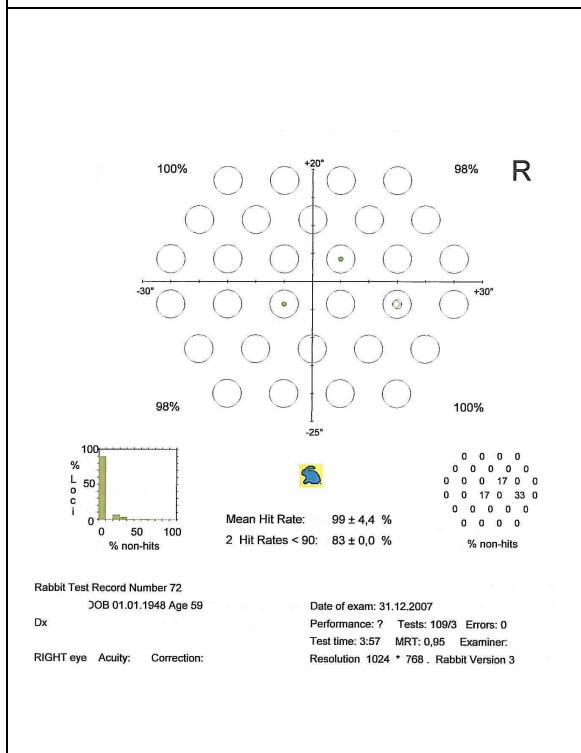 +20°
100%
98%
R
-30°
+30°
98%
100%
-25°
100
%
L
o
c
i
50
0
0 50 100
% non-hits
Mean Hit Rate: 99 ± 4,4 %
2 Hit Rates < 90: 83 ± 0,0 %
0 0 0 0
0 0 0 0 0
0 0 0 17 0 0
0 0 17 0 33 0
0 0 0 0 0
0 0 0 0
% non-hits
Rabbit Test Record Number 72
DOB 01.01.1948 Age 59
Dx
RIGHT eye Acuity: Correction:
Date of exam: 31.12.2007
Performance: ? Tests: 109/3 Errors: 0
Test time: 3:57 MRT: 0,95 Examiner:
Resolution 1024 * 768 . Rabbit Version 3